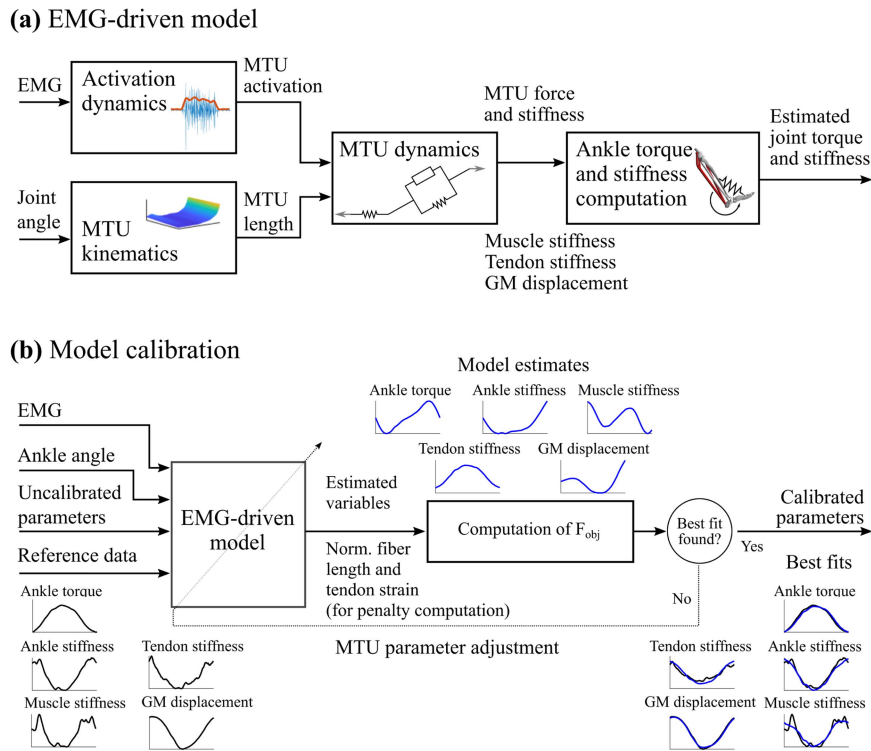 (a) EMG-driven model
EMG
Activation
dynamics
MTU
activation
Joint
angle
MTU
kinematics
MTU
length
MTU dynamics
MTU force
and stiffness
Muscle stiffness
Tendon stiffness
GM displacement
Ankle torque
and stiffness
computation
Estimated
joint torque
and stiffness
(b) Model calibration
EMG
Ankle angle
Uncalibrated
parameters
Reference data
Ankle torque
Ankle stiffness
Muscle stiffness
Tendon stiffness
GM displacement
EMG-driven
model
Model estimates
Ankle torque
Ankle stiffness
Muscle stiffness
Tendon stiffness
GM displacement
Estimated
variables
Norm. fiber
length and
tendon strain
(for penalty computation)
Computation of Fobj
Best fit
found?
Yes
No
MTU parameter adjustment
Calibrated
parameters
Best fits
Ankle torque
Tendon stiffness
Ankle stiffness
GM displacement
Muscle stiffness